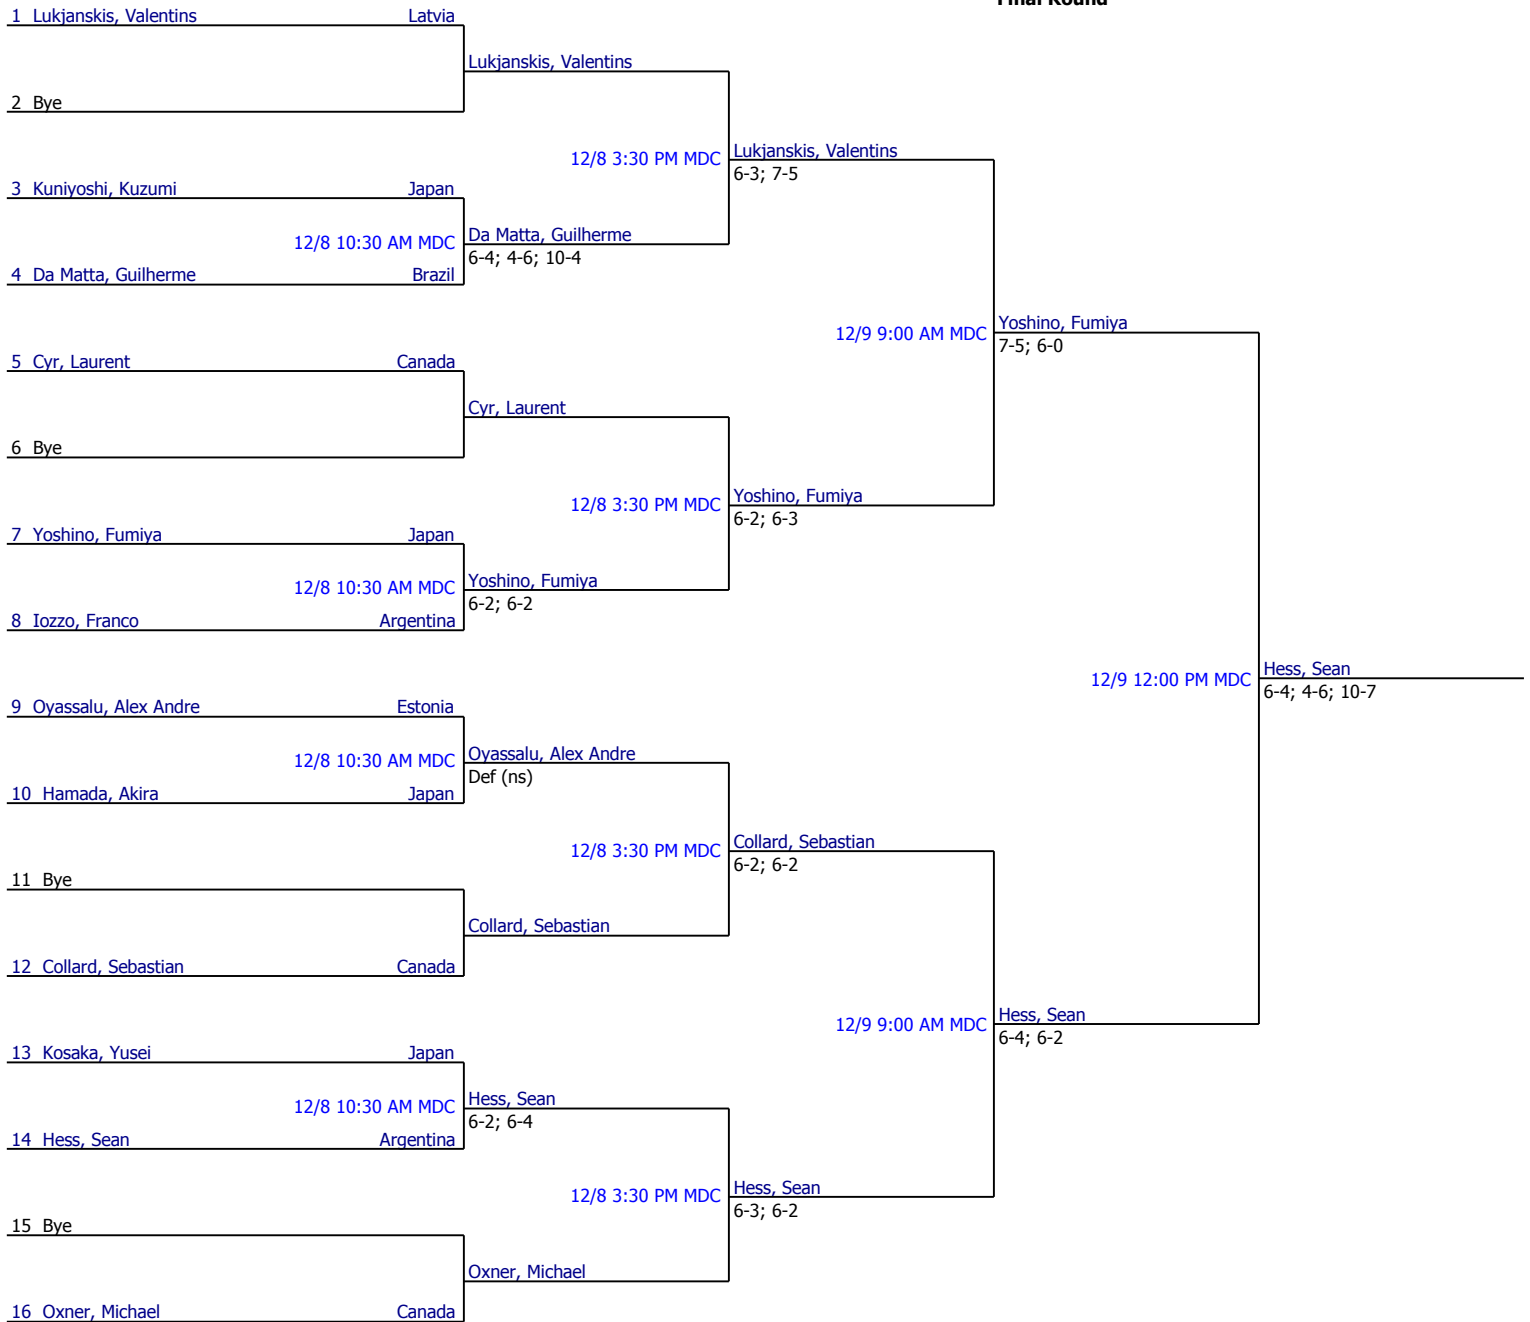 Final Round
1 Lukjanskis, Valentins Latvia
Lukjanskis, Valentins
2 Bye
12/8 3:30 PM MDC Lukjanskis, Valentins
6-3; 7-5
3 Kuniyoshi, Kuzumi Japan
12/8 10:30 AM MDC Da Matta, Guilherme
6-4; 4-6; 10-4
4 Da Matta, Guilherme Brazil
12/9 9:00 AM MDC Yoshino, Fumiya
7-5; 6-0
5 Cyr, Laurent Canada
Cyr, Laurent
6 Bye
12/8 3:30 PM MDC Yoshino, Fumiya
6-2; 6-3
7 Yoshino, Fumiya Japan
12/8 10:30 AM MDC Yoshino, Fumiya
6-2; 6-2
8 Iozzo, Franco Argentina
12/9 12:00 PM MDC Hess, Sean
6-4; 4-6; 10-7
9 Oyassalu, Alex Andre Estonia
12/8 10:30 AM MDC Oyassalu, Alex Andre
Def (ns)
10 Hamada, Akira Japan
12/8 3:30 PM MDC Collard, Sebastian
6-2; 6-2
11 Bye
Collard, Sebastian
12 Collard, Sebastian Canada
12/9 9:00 AM MDC Hess, Sean
6-4; 6-2
13 Kosaka, Yusei Japan
12/8 10:30 AM MDC Hess, Sean
6-2; 6-4
14 Hess, Sean Argentina
12/8 3:30 PM MDC Hess, Sean
6-3; 6-2
15 Bye
Oxner, Michael
16 Oxner, Michael Canada